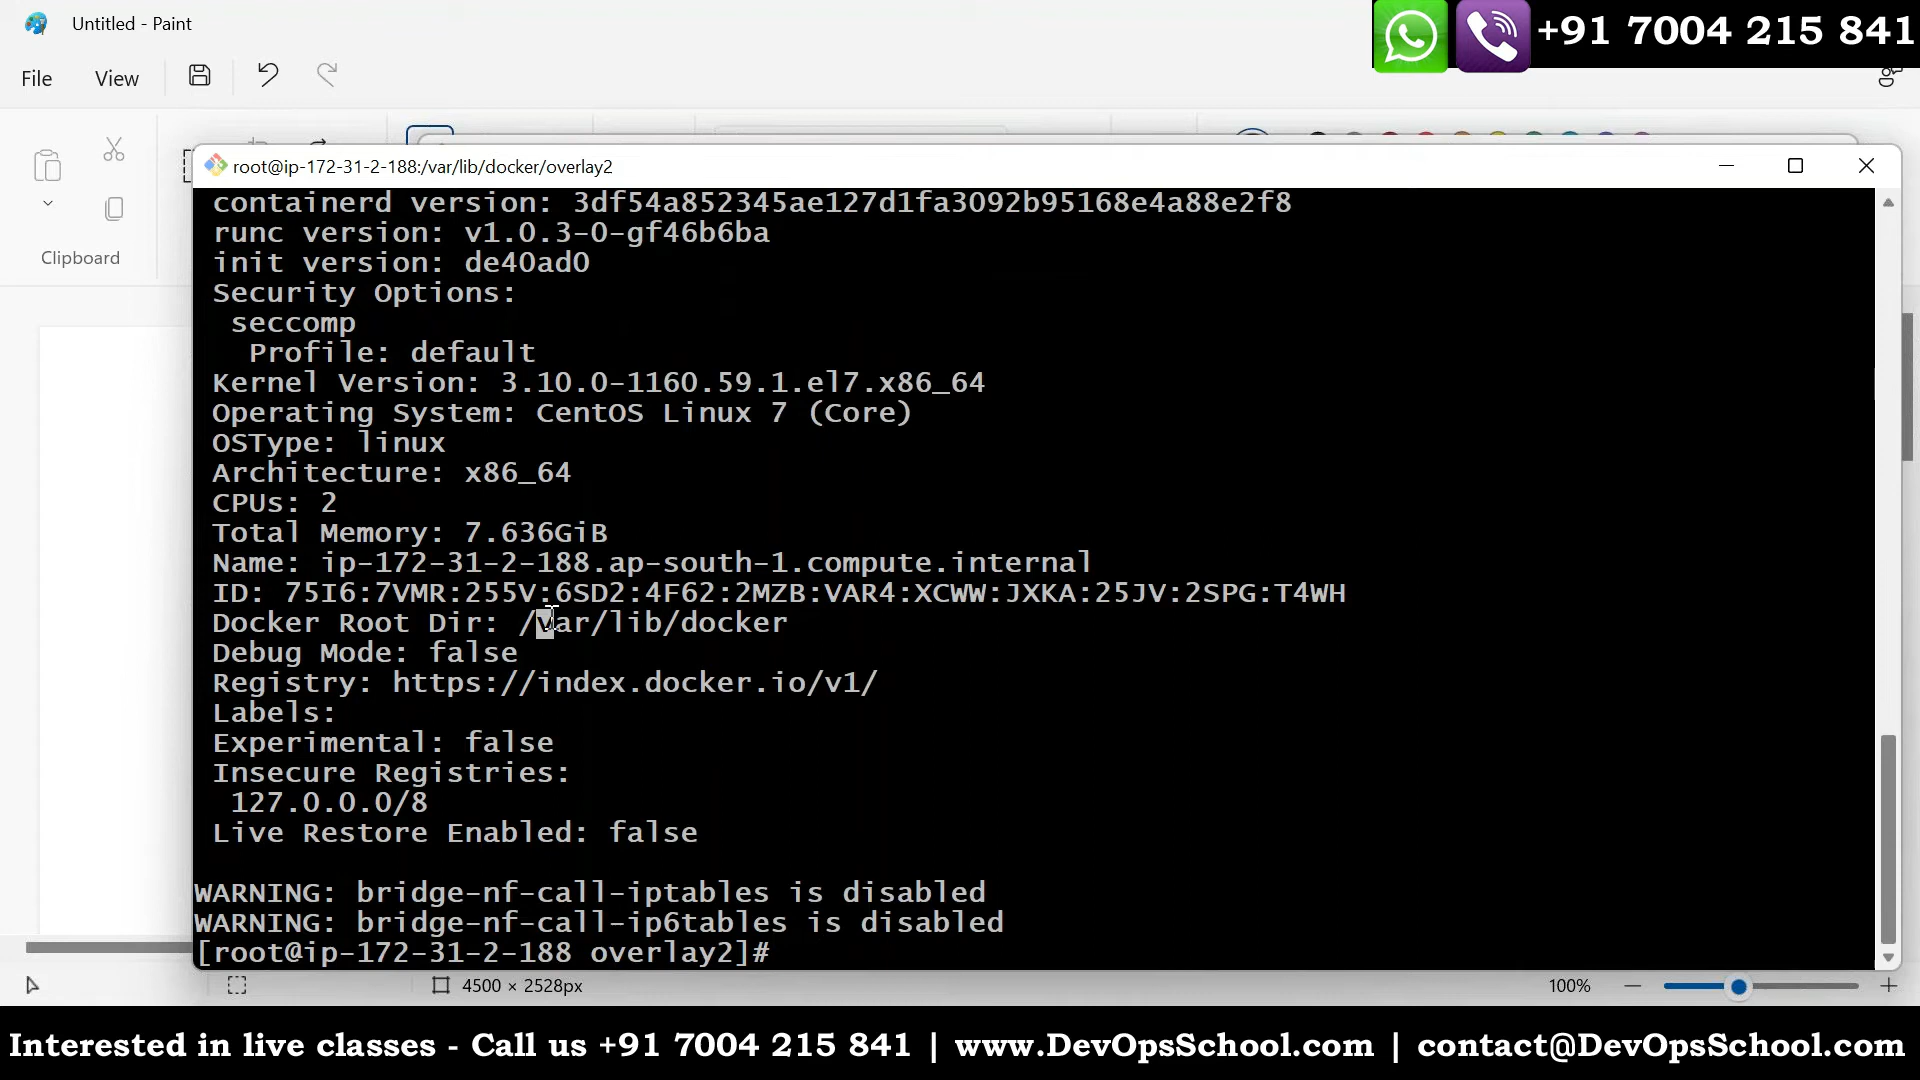 Untitled - Paint
+91 7004 215 841
File
View
Clipboard
root@ip-172-31-2-188:/var/lib/docker/overlay2
containerd version: 3df54a852345ae127d1fa3092b95168e4a88e2f8
runc version: v1.0.3-0-gf46b6ba
init version: de40ad0
Security Options:
seccomp
Profile: default
Kernel Version: 3.10.0-1160.59.1.el7.x86_64
Operating System: CentOS Linux 7 (Core)
OSType: linux
Architecture: x86_64
CPUs: 2
Total Memory: 7.636GiB
Name: ip-172-31-2-188.ap-south-1.compute.internal
ID: 75I6:7VMR:255V:6SD2:4F62:2MZB:VAR4:XCWW:JXKA:25JV:2SPG:T4WH
Docker Root Dir: /var/lib/docker
Debug Mode: false
Registry: https://index.docker.io/v1/
Labels:
Experimental: false
Insecure Registries:
127.0.0.0/8
Live Restore Enabled: false
WARNING: bridge-nf-call-iptables is disabled
WARNING: bridge-nf-call-ip6tables is disabled
[root@ip-172-31-2-188 overlay2]#
4500 × 2528px
100%
Interested in live classes - Call us +91 7004 215 841 | www.DevOpsSchool.com | contact@DevOpsSchool.com